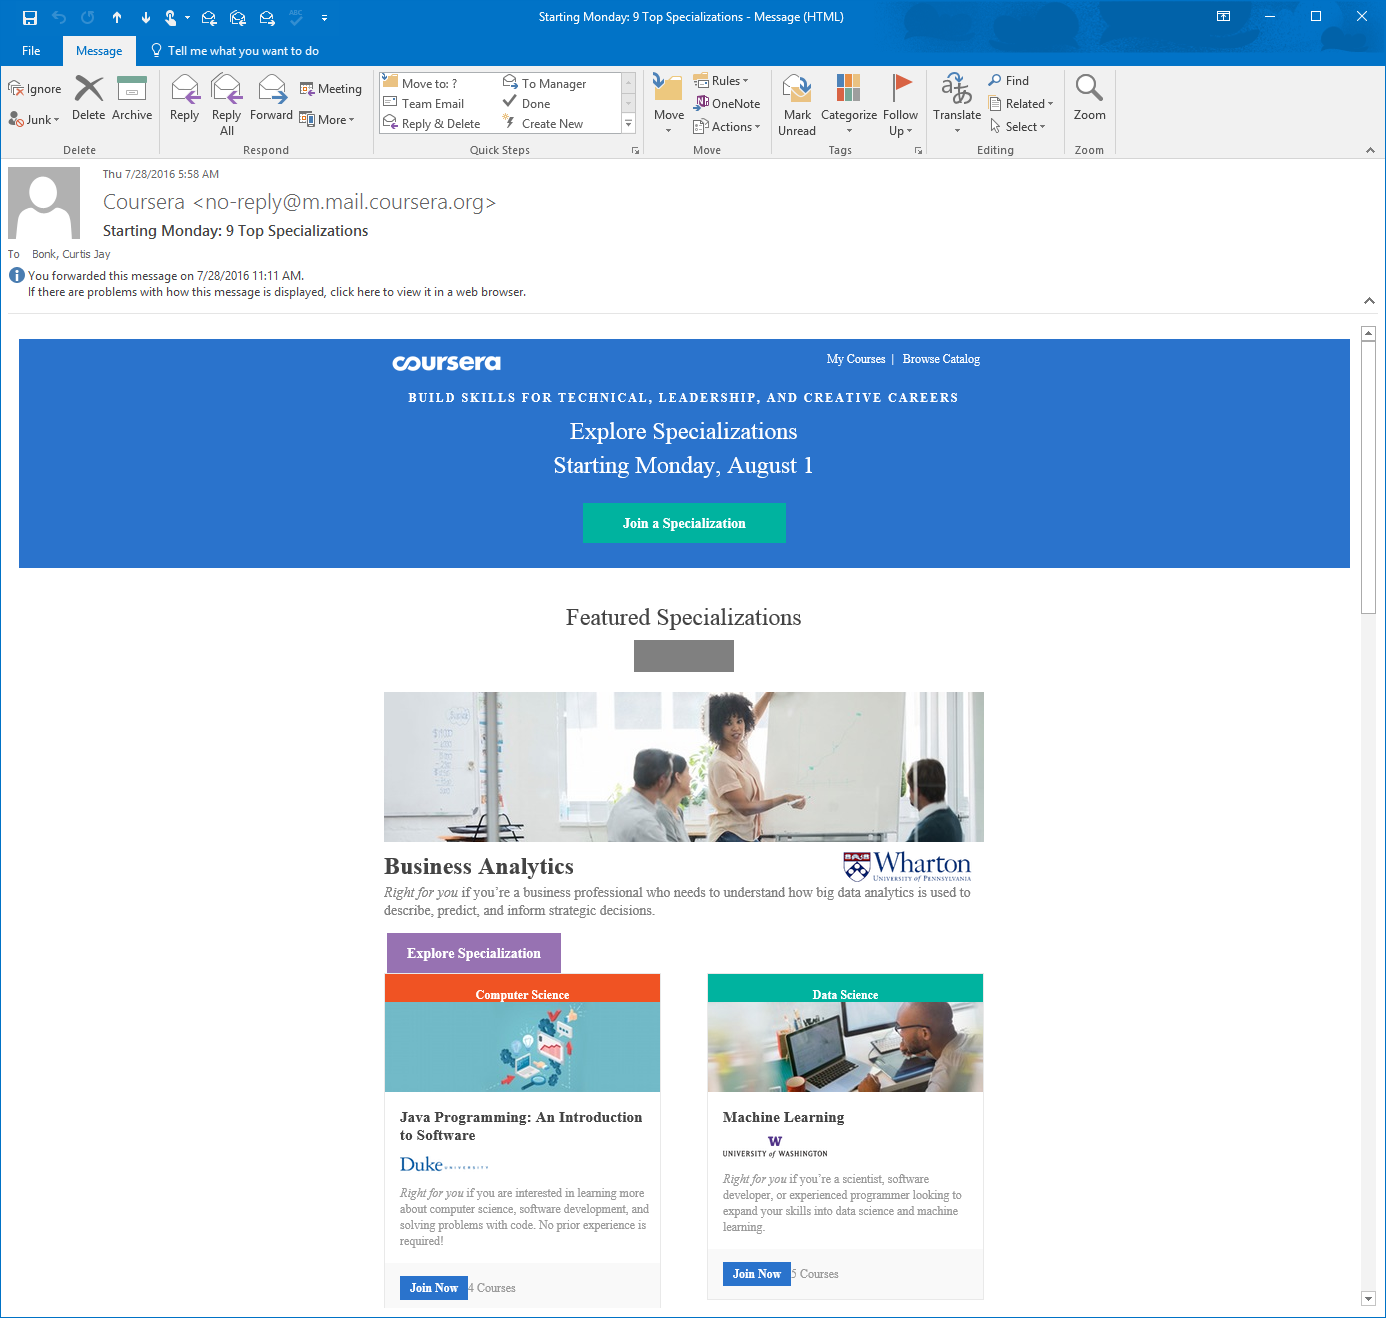 Starting Monday: 9 Top Specializations - Message (HTML)
File Message Tell me what you want to do
Ignore
Junk
Delete
Archive
Delete
Reply
Reply All
Forward
Meeting
More
Respond
Move to: ?
Team Email
Reply & Delete
To Manager
Done
Create New
Quick Steps
Move
Rules
OneNote
Actions
Move
Mark Unread
Categorize
Follow Up
Tags
Translate
Find
Related
Select
Editing
Zoom
Zoom
Thu 7/28/2016 5:58 AM
Coursera <no-reply@m.mail.coursera.org>
Starting Monday: 9 Top Specializations
To Bonk, Curtis Jay
You forwarded this message on 7/28/2016 11:11 AM.
If there are problems with how this message is displayed, click here to view it in a web browser.
coursera
My Courses | Browse Catalog
BUILD SKILLS FOR TECHNICAL, LEADERSHIP, AND CREATIVE CAREERS
Explore Specializations
Starting Monday, August 1
Join a Specialization
Featured Specializations
Business Analytics
Wharton
UNIVERSITY of PENNSYLVANIA
Right for you if you're a business professional who needs to understand how big data analytics is used to
describe, predict, and inform strategic decisions.
Explore Specialization
Computer Science
Java Programming: An Introduction
to Software
Duke UNIVERSITY
Right for you if you are interested in learning more
about computer science, software development, and
solving problems with code. No prior experience is
required!
Join Now 4 Courses
Data Science
Machine Learning
W
UNIVERSITY of WASHINGTON
Right for you if you're a scientist, software
developer, or experienced programmer looking to
expand your skills into data science and machine
learning.
Join Now 5 Courses